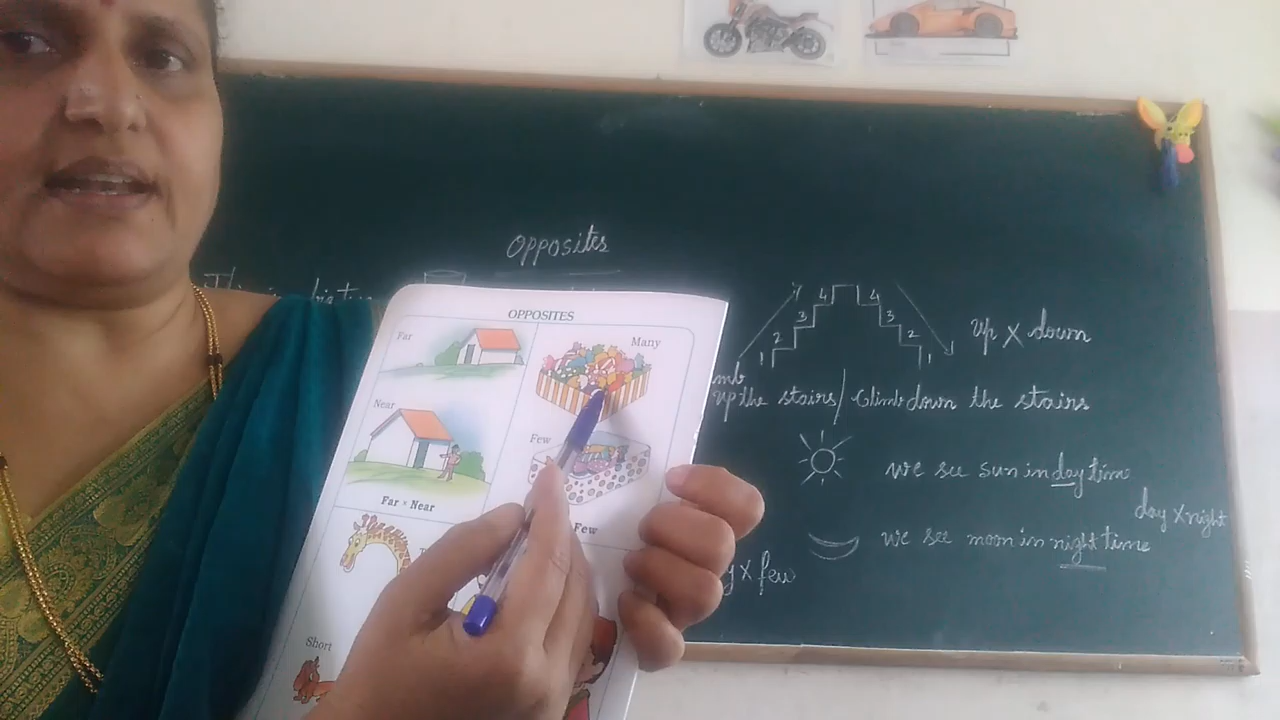 Opposites
This is
OPPOSITES
Far
Many
Near
Few
Far × Near
Few
Short
4 4
3 3
2 2
1 1
up X down
up the stairs / Climb down the stairs
we see sun in day time
day X night
we see moon in night time
y X few